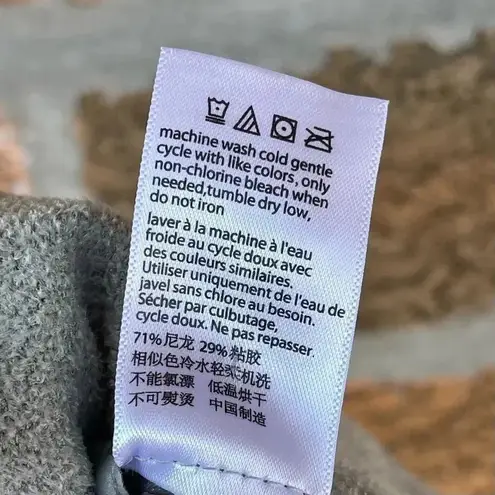 machine wash cold gentle
cycle with like colors, only
non-chlorine bleach when
needed,tumble dry low,
do not iron
laver à la machine à l'eau
froide au cycle doux avec
des couleurs similaires.
Utiliser uniquement de l'eau de
javel sans chlore au besoin.
Sécher par culbutage,
cycle doux. Ne pas repasser.
71%尼龙 29%粘胶
相似色冷水轻柔机洗
不能氯漂 低温烘干
不可熨烫 中国制造